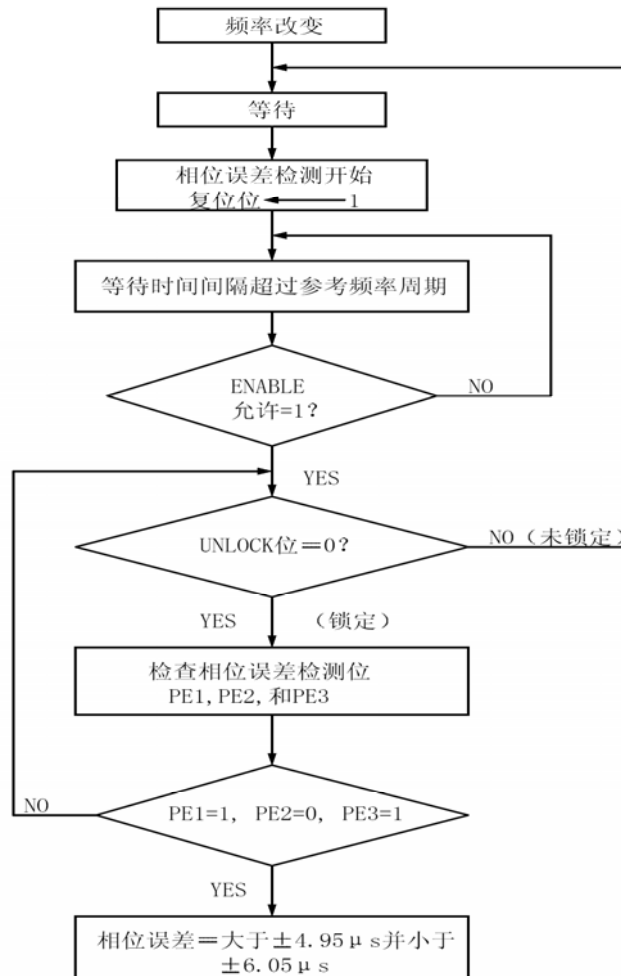 频率改变
等待
相位误差检测开始
复位位 1
等待时间间隔超过参考频率周期
ENABLE
允许=1?
NO
YES
UNLOCK位=0?
NO(未锁定)
YES (锁定)
检查相位误差检测位
PE1,PE2,和PE3
NO
PE1=1, PE2=0, PE3=1
YES
相位误差=大于±4.95μs并小于
±6.05μs